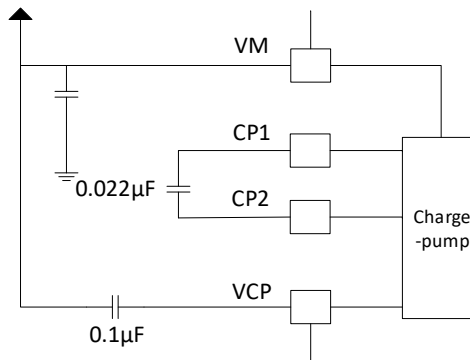 VM
CP1
0.022µF
CP2
Charge
-pump
VCP
0.1µF